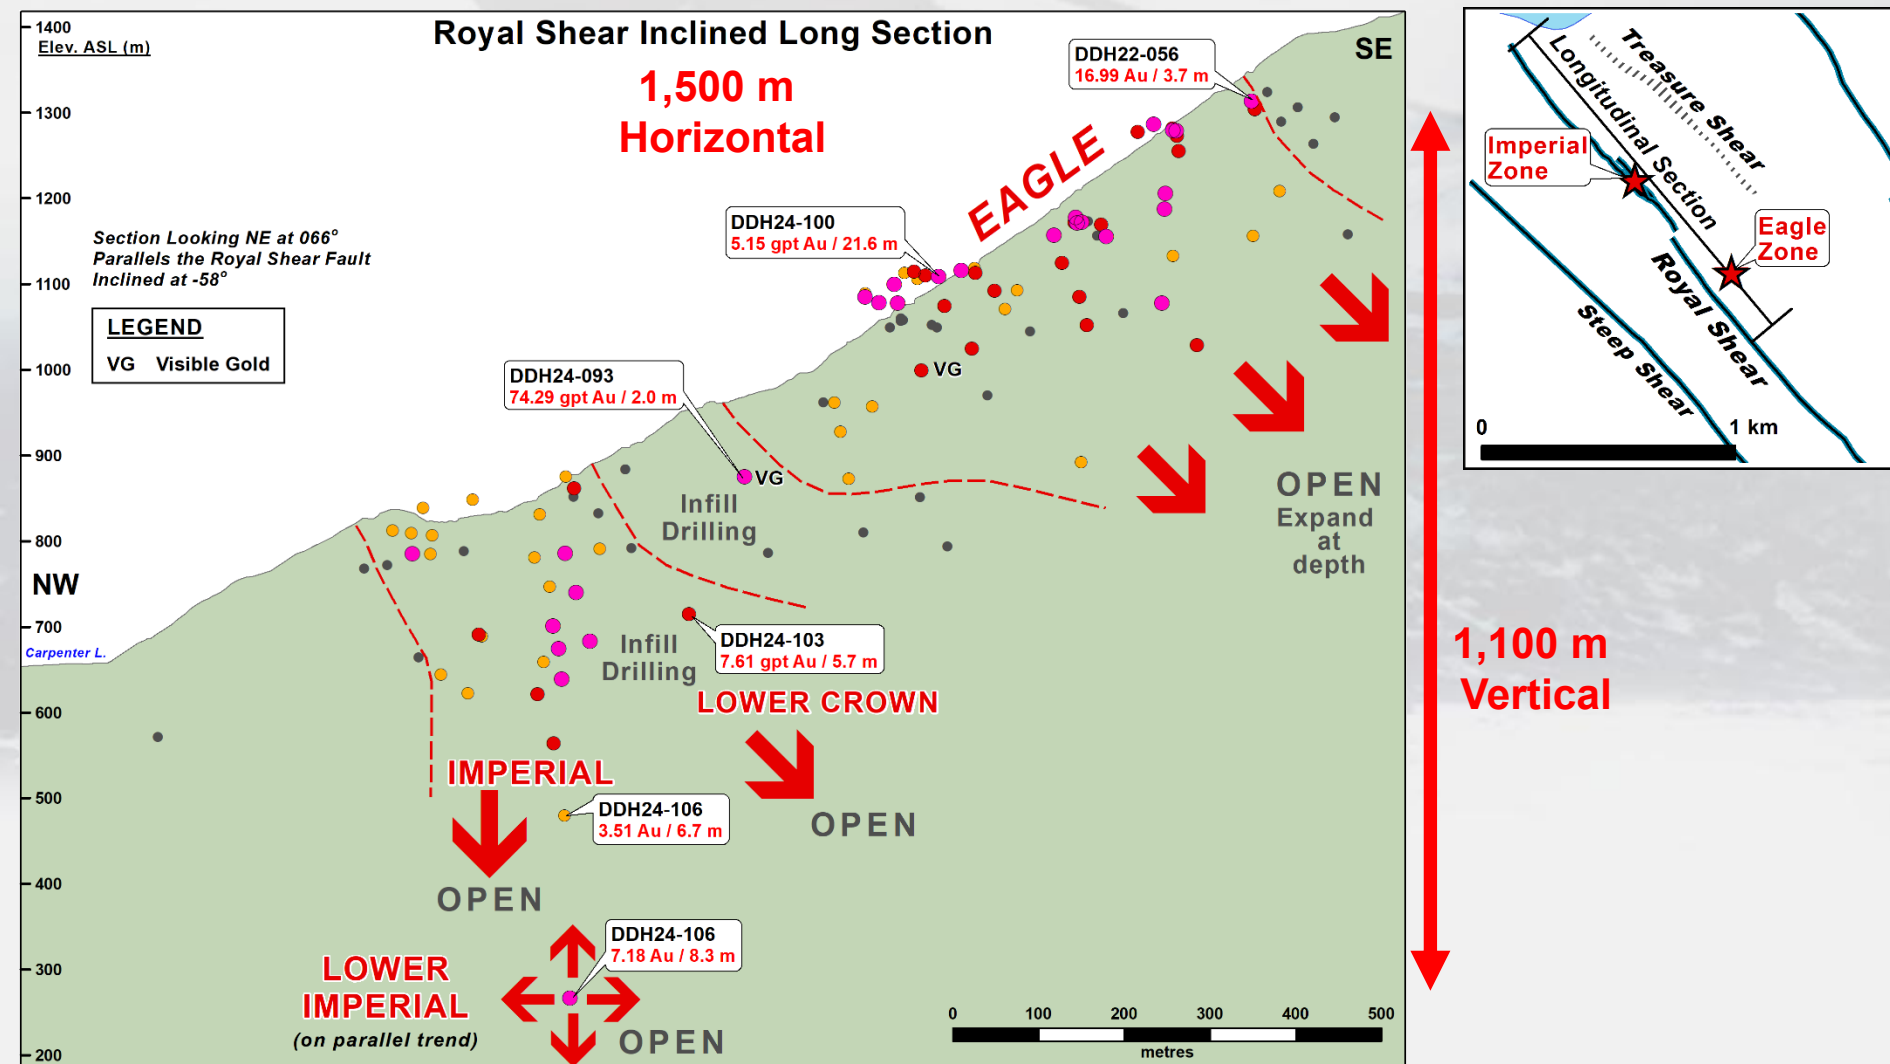 Royal Shear Inclined Long Section
1,500 m
Horizontal
SE
NW
1400
Elev. ASL (m)
1300
1200
1100
1000
900
800
700
600
500
400
300
200
Section Looking NE at 066°
Parallels the Royal Shear Fault
Inclined at -58°
LEGEND
VG Visible Gold
DDH22-056
16.99 Au / 3.7 m
EAGLE
DDH24-100
5.15 gpt Au / 21.6 m
DDH24-093
74.29 gpt Au / 2.0 m
VG
VG
Infill
Drilling
OPEN
Expand
at
depth
Carpenter L.
Infill
Drilling
DDH24-103
7.61 gpt Au / 5.7 m
LOWER CROWN
OPEN
IMPERIAL
DDH24-106
3.51 Au / 6.7 m
OPEN
DDH24-106
7.18 Au / 8.3 m
LOWER
IMPERIAL
(on parallel trend)
OPEN
0 100 200 300 400 500
metres
1,100 m
Vertical
Longitudinal Section
Treasure Shear
Imperial
Zone
Eagle
Zone
Royal Shear
Steep Shear
0 1 km